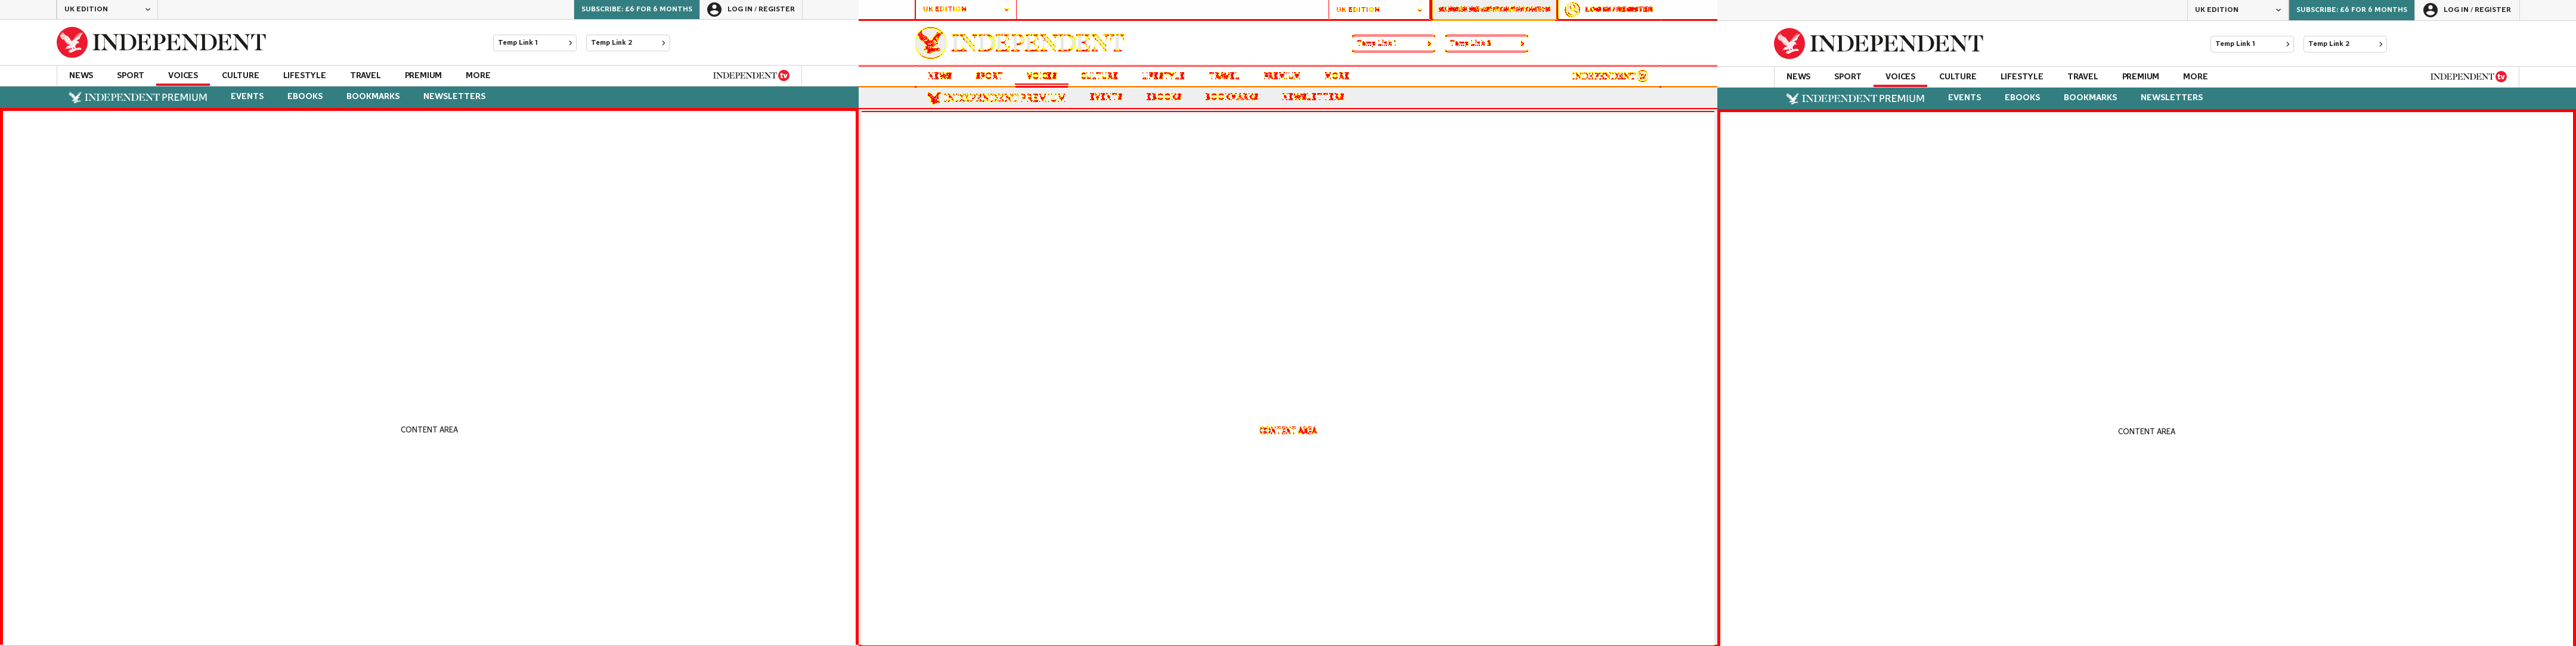 UK EDITION
SUBSCRIBE: £6 FOR 6 MONTHS
LOG IN / REGISTER
INDEPENDENT
Temp Link 1
Temp Link 2
NEWS SPORT VOICES CULTURE LIFESTYLE TRAVEL PREMIUM MORE
INDEPENDENT tv
INDEPENDENT PREMIUM EVENTS EBOOKS BOOKMARKS NEWSLETTERS
CONTENT AREA
UK EDITION
UK EDITION
LOG IN / REGISTER
INDEPENDENT
Temp Link 1
Temp Link
NEWS SPORT VOICES CULTURE LIFESTYLE TRAVEL PREMIUM MORE
INDEPENDENT
INDEPENDENT PREMIUM EVENTS EBOOKS BOOKMARKS NEWSLETTERS
CONTENT AREA
UK EDITION
SUBSCRIBE: £6 FOR 6 MONTHS
LOG IN / REGISTER
INDEPENDENT
Temp Link 1
Temp Link 2
NEWS SPORT VOICES CULTURE LIFESTYLE TRAVEL PREMIUM MORE
INDEPENDENT tv
INDEPENDENT PREMIUM EVENTS EBOOKS BOOKMARKS NEWSLETTERS
CONTENT AREA